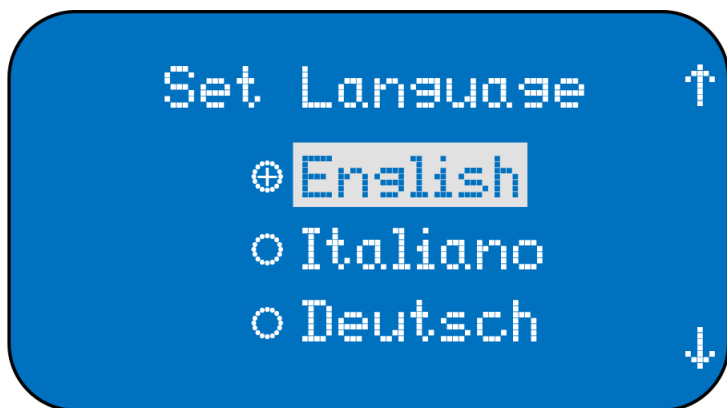 Set Language ↑
⊕ English
○ Italiano
○ Deutsch
↓